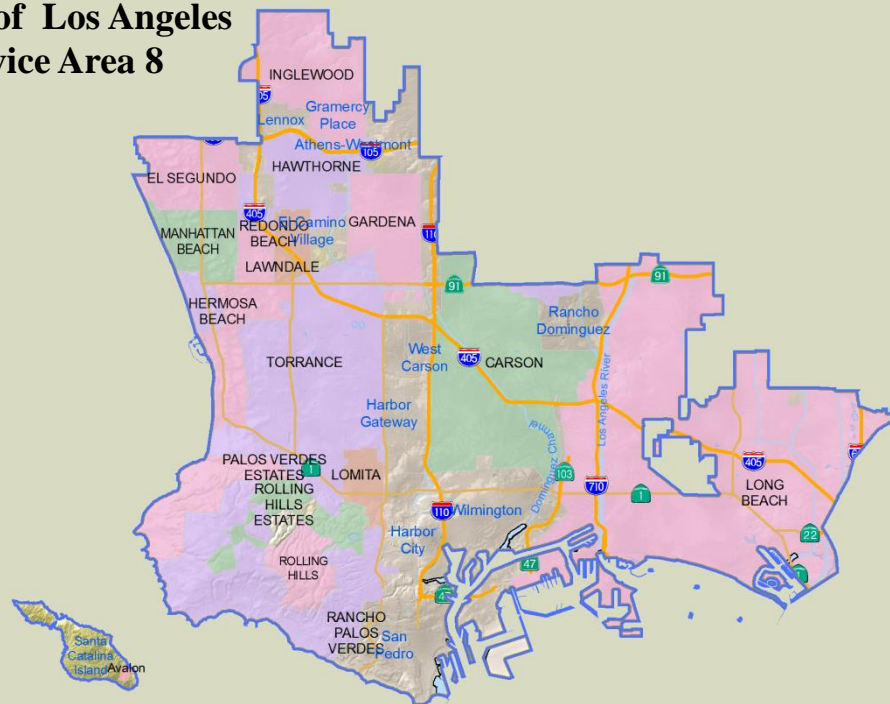 of Los Angeles
vice Area 8
INGLEWOOD
Gramercy
Place
Lennox
Athens-Westmont
105
HAWTHORNE
EL SEGUNDO
405
MANHATTAN
BEACH
REDONDO
BEACH
El Camino
Village
GARDENA
LAWNDALE
91
91
HERMOSA
BEACH
Rancho
Dominguez
TORRANCE
West
Carson
405
CARSON
Los Angeles River
Harbor
Gateway
Dominguez Channel
PALOS VERDES
ESTATES
1
LOMITA
103
405
ROLLING
HILLS
ESTATES
710
1
LONG
BEACH
110
Wilmington
22
Harbor
City
ROLLING
HILLS
47
RANCHO
PALOS
VERDES
San
Pedro
Santa
Catalina
Island
Avalon